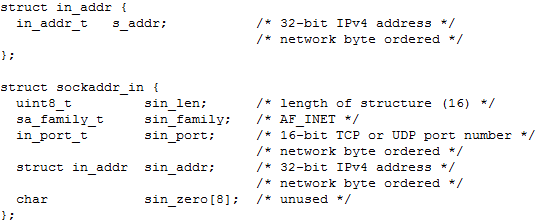 struct in_addr {
  in_addr_t   s_addr;           /* 32-bit IPv4 address */
                                /* network byte ordered */
};

struct sockaddr_in {
  uint8_t         sin_len;      /* length of structure (16) */
  sa_family_t     sin_family;   /* AF_INET */
  in_port_t       sin_port;     /* 16-bit TCP or UDP port number */
                                /* network byte ordered */
  struct in_addr  sin_addr;     /* 32-bit IPv4 address */
                                /* network byte ordered */
  char            sin_zero[8];  /* unused */
};